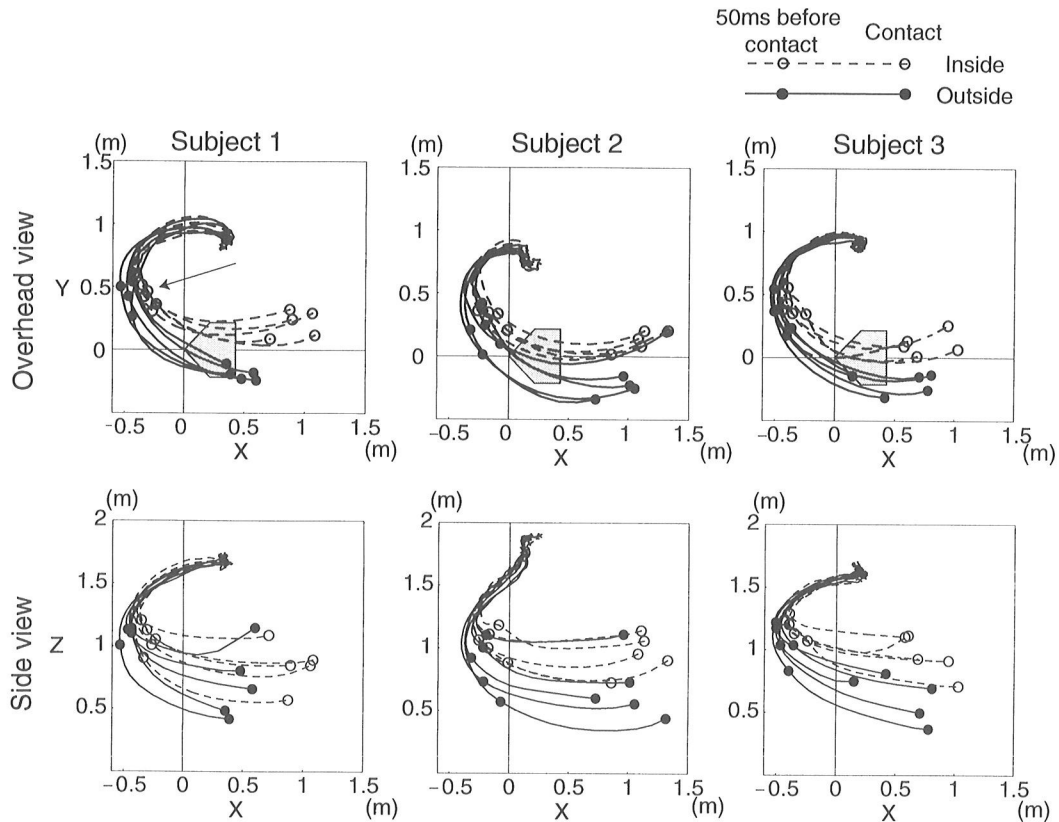 50ms before
contact
Contact
Inside
Outside
Subject 1
Subject 2
Subject 3
Overhead view
(m)
1.5
1
Y 0.5
0
−0.5 0 0.5 1 1.5
X (m)
(m)
1.5
1
0.5
0
−0.5 0 0.5 1 1.5
X (m)
(m)
1.5
1
0.5
0
−0.5 0 0.5 1 1.5
X (m)
Side view
(m)
2
1.5
Z 1
0.5
−0.5 0 0.5 1 1.5
X (m)
(m)
2
1.5
1
0.5
−0.5 0 0.5 1 1.5
X (m)
(m)
2
1.5
1
0.5
−0.5 0 0.5 1 1.5
X (m)